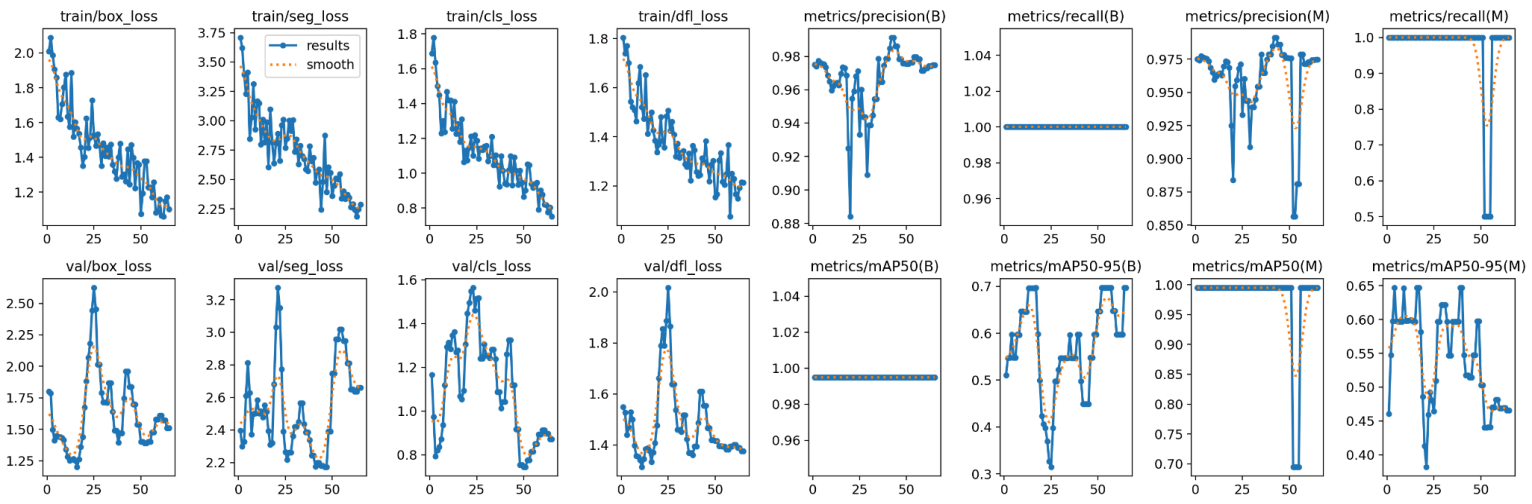 train/box_loss
train/seg_loss
train/cls_loss
train/dfl_loss
metrics/precision(B)
metrics/recall(B)
metrics/precision(M)
metrics/recall(M)
results
smooth
2.0
1.8
1.6
1.4
1.2
0 25 50
3.75
3.50
3.25
3.00
2.75
2.50
2.25
0 25 50
1.8
1.6
1.4
1.2
1.0
0.8
0 25 50
1.8
1.6
1.4
1.2
0 25 50
0.98
0.96
0.94
0.92
0.90
0.88
0 25 50
1.04
1.02
1.00
0.98
0.96
0 25 50
0.975
0.950
0.925
0.900
0.875
0.850
0 25 50
1.0
0.9
0.8
0.7
0.6
0.5
0 25 50
val/box_loss
val/seg_loss
val/cls_loss
val/dfl_loss
metrics/mAP50(B)
metrics/mAP50-95(B)
metrics/mAP50(M)
metrics/mAP50-95(M)
2.50
2.25
2.00
1.75
1.50
1.25
0 25 50
3.2
3.0
2.8
2.6
2.4
2.2
0 25 50
1.6
1.4
1.2
1.0
0.8
0 25 50
2.0
1.8
1.6
1.4
0 25 50
1.04
1.02
1.00
0.98
0.96
0 25 50
0.7
0.6
0.5
0.4
0.3
0 25 50
1.00
0.95
0.90
0.85
0.80
0.75
0.70
0 25 50
0.65
0.60
0.55
0.50
0.45
0.40
0 25 50